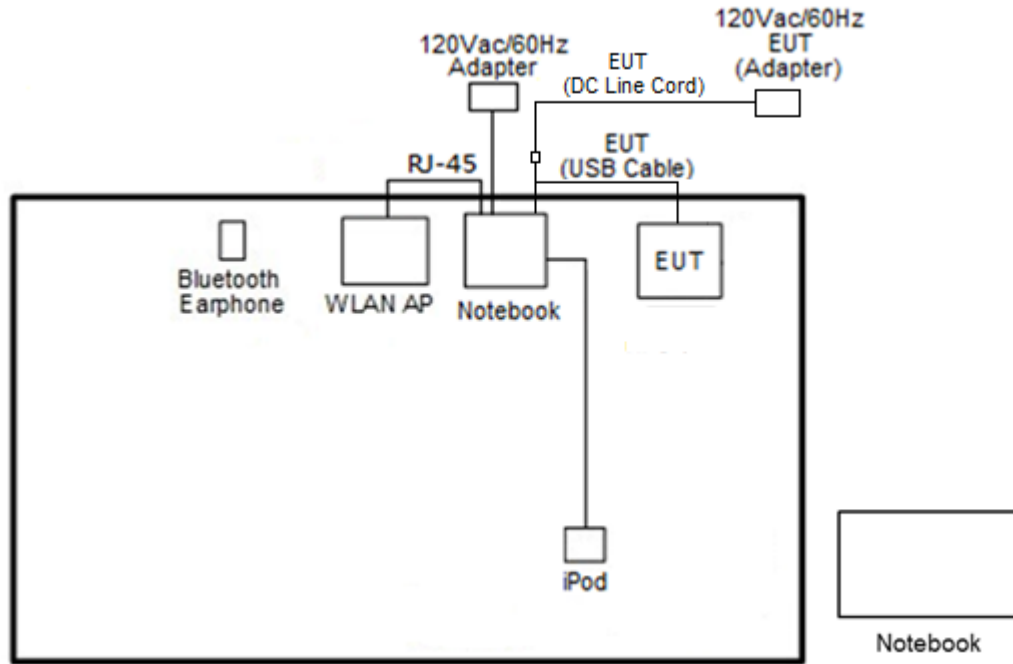 120Vac/60Hz
Adapter
EUT
(DC Line Cord)
120Vac/60Hz
EUT
(Adapter)
RJ-45
EUT
(USB Cable)
Bluetooth
Earphone
WLAN AP
Notebook
EUT
iPod
Notebook